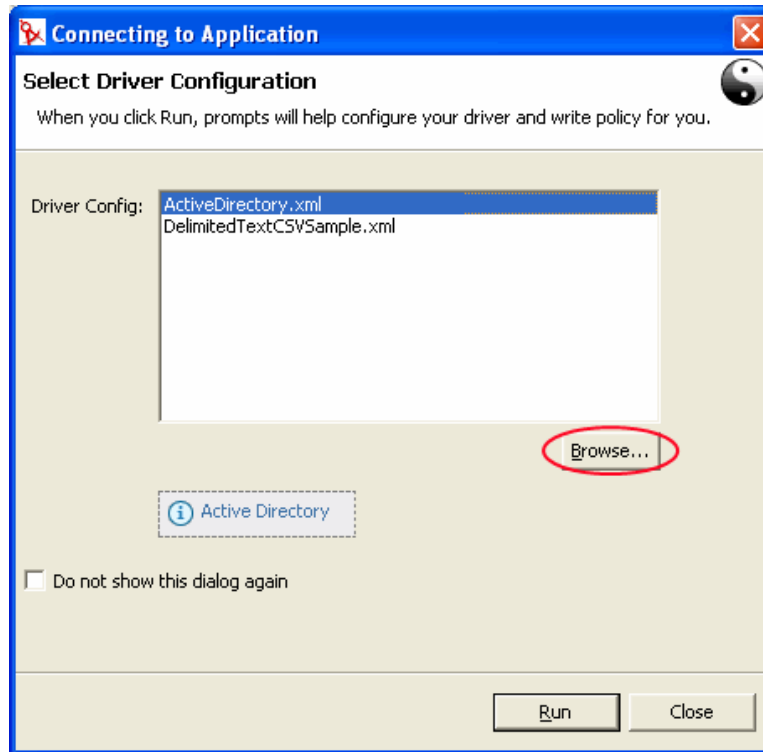 Connecting to Application
Select Driver Configuration
When you click Run, prompts will help configure your driver and write policy for you.
Driver Config:
ActiveDirectory.xml
DelimitedTextCSVSample.xml
Browse...
Active Directory
Do not show this dialog again
Run
Close